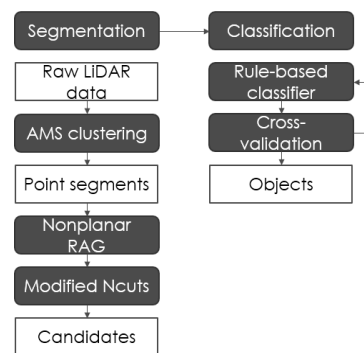 Segmentation
Raw LiDAR
data
AMS clustering
Point segments
Nonplanar
RAG
Modified Ncuts
Candidates
Classification
Rule-based
classifier
Cross-
validation
Objects